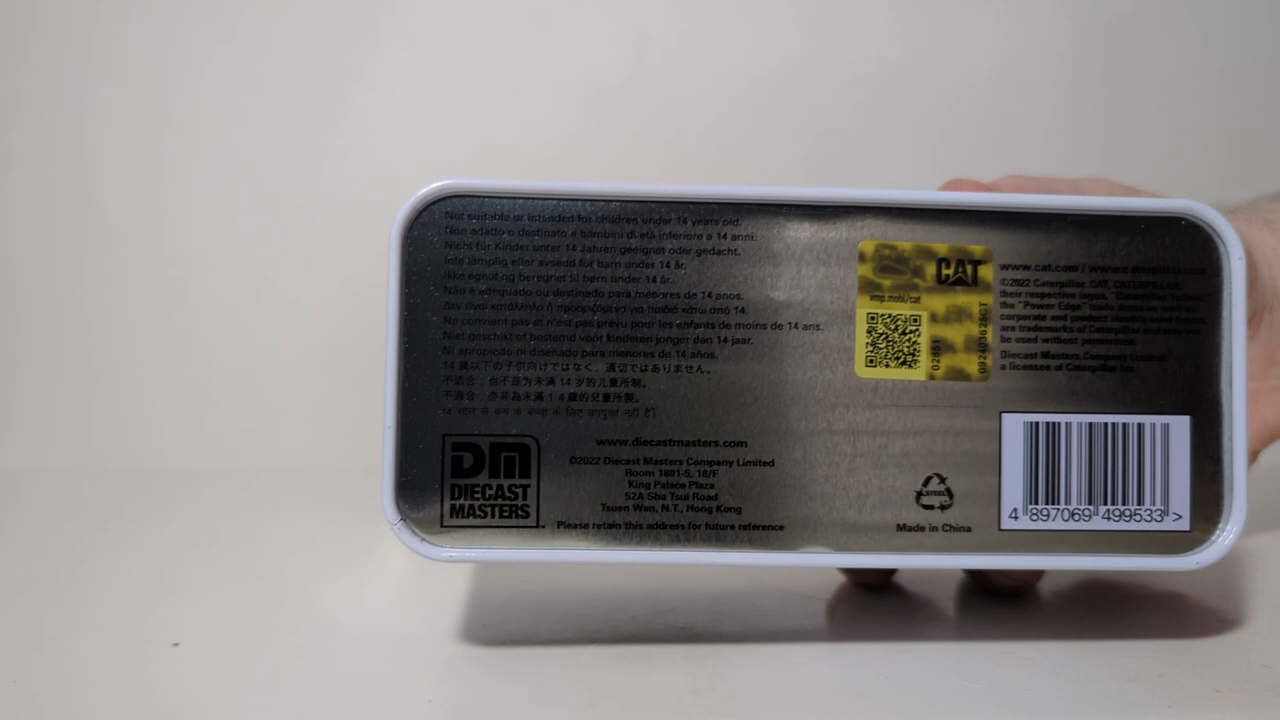 Not suitable or intended for children under 14 years old.
Non adatto o destinato a bambini di età inferiore a 14 anni.
Nicht für Kinder unter 14 Jahren geeignet oder gedacht.
Inte lämplig eller avsedd för barn under 14 år.
Ikke egnet og beregnet til børn under 14 år.
Não é adequado ou destinado para menores de 14 anos.
Δεν είναι κατάλληλο ή προοριζόμενο για παιδιά κάτω από 14.
Ne convient pas et n'est pas prévu pour les enfants de moins de 14 ans.
Niet geschikt of bestemd voor kinderen jonger dan 14 jaar.
Ni apropiado ni diseñado para menores de 14 años.
14 歳以下の子供向けではなく、適切ではありません。
不适合，也不是为未满 14 岁的儿童所制。
不適合，亦非為未滿 1 4 歲的兒童所製。
14 साल से कम के बच्चों के लिए उपयुक्त नहीं है|
DM
DIECAST
MASTERS
www.diecastmasters.com
©2022 Diecast Masters Company Limited
Room 1801-5, 18/F
King Palace Plaza
52A Sha Tsui Road
Tsuen Wan, N.T., Hong Kong
Please retain this address for future reference
CAT
vmp.mobi/cat
02851
STEEL
Made in China
www.cat.com / www.caterpillar.com
©2022 Caterpillar. CAT, CATERPILLAR,
their respective logos, "Caterpillar Yellow,"
the "Power Edge" trade dress as well as
corporate and product identity used herein,
are trademarks of Caterpillar and may not
be used without permission.
Diecast Masters Company Limited,
a licensee of Caterpillar Inc.
4 897069 499533 >